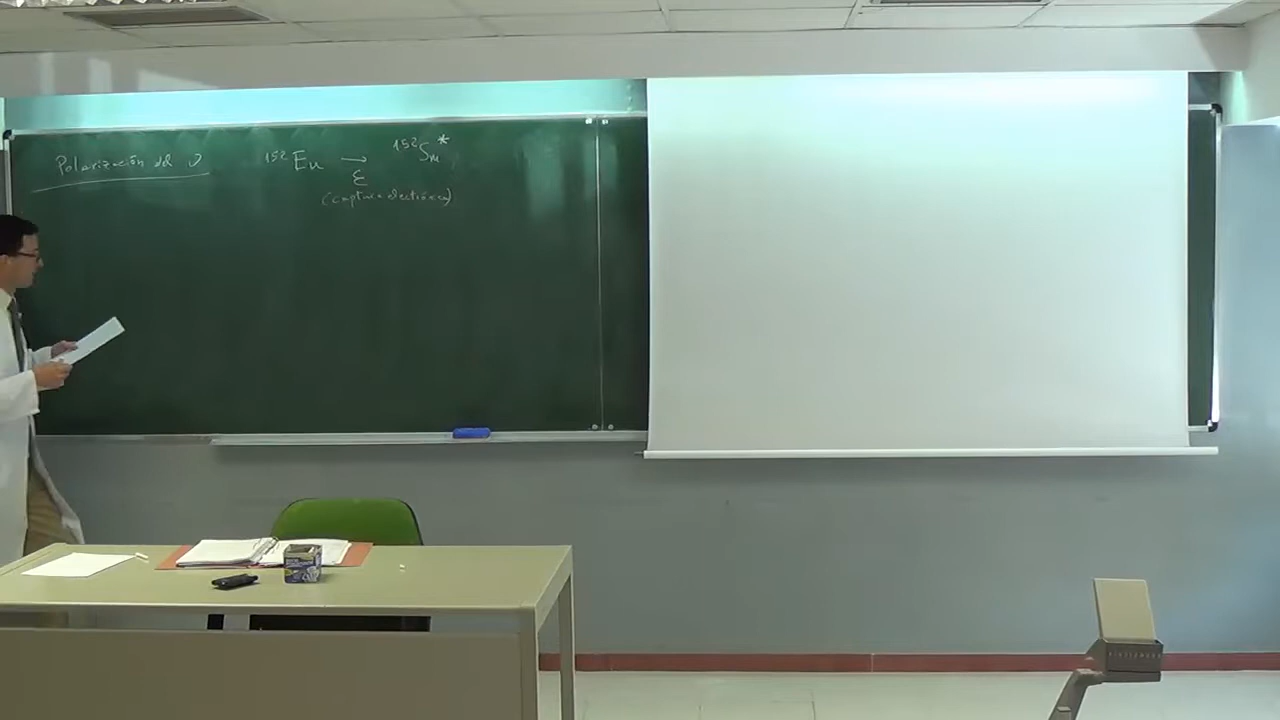 Polarización del ν
¹⁵²Eu → ¹⁵²Sm*
ε
(captura electrónica)